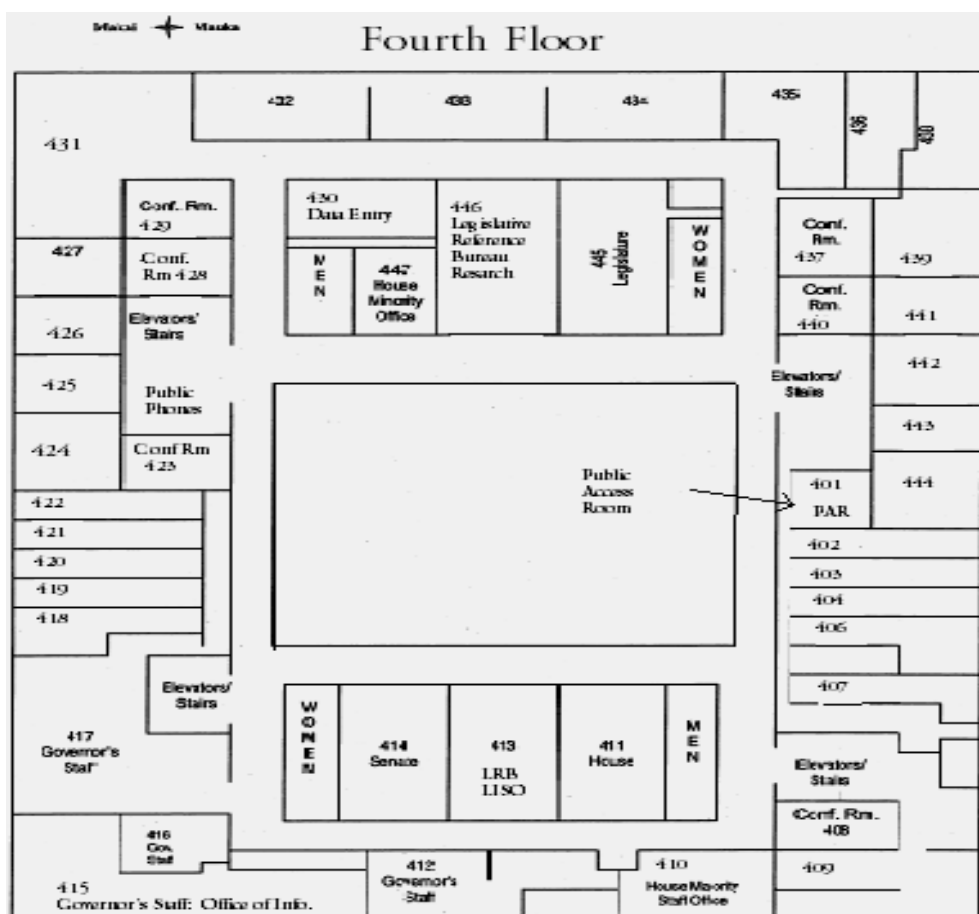 Makai Mauka
Fourth Floor
432
433
434
435
436
438
431
Conf. Rm.
429
430
Data Entry
446
Legislative
Reference
Bureau
Resarch
445
Legislature
WOMEN
Conf.
Rm.
437
439
427
Conf.
Rm 428
MEN
447
House
Minority
Office
Conf.
Rm.
440
441
426
Elevators/
Stairs
Elevators/
Stairs
442
425
Public
Phones
443
424
Conf Rm
423
Public
Access
Room
401
PAR
444
422
421
420
419
418
402
403
404
406
407
Elevators/
Stairs
417
Governor's
Staff
WOMEN
414
Senate
413
LRB
LISO
411
House
MEN
Elevators/
Stairs
416
Gov.
Staff
Conf. Rm.
408
412
Governor's
Staff
410
House Majority
Staff Office
409
415
Governor's Staff: Office of Info.